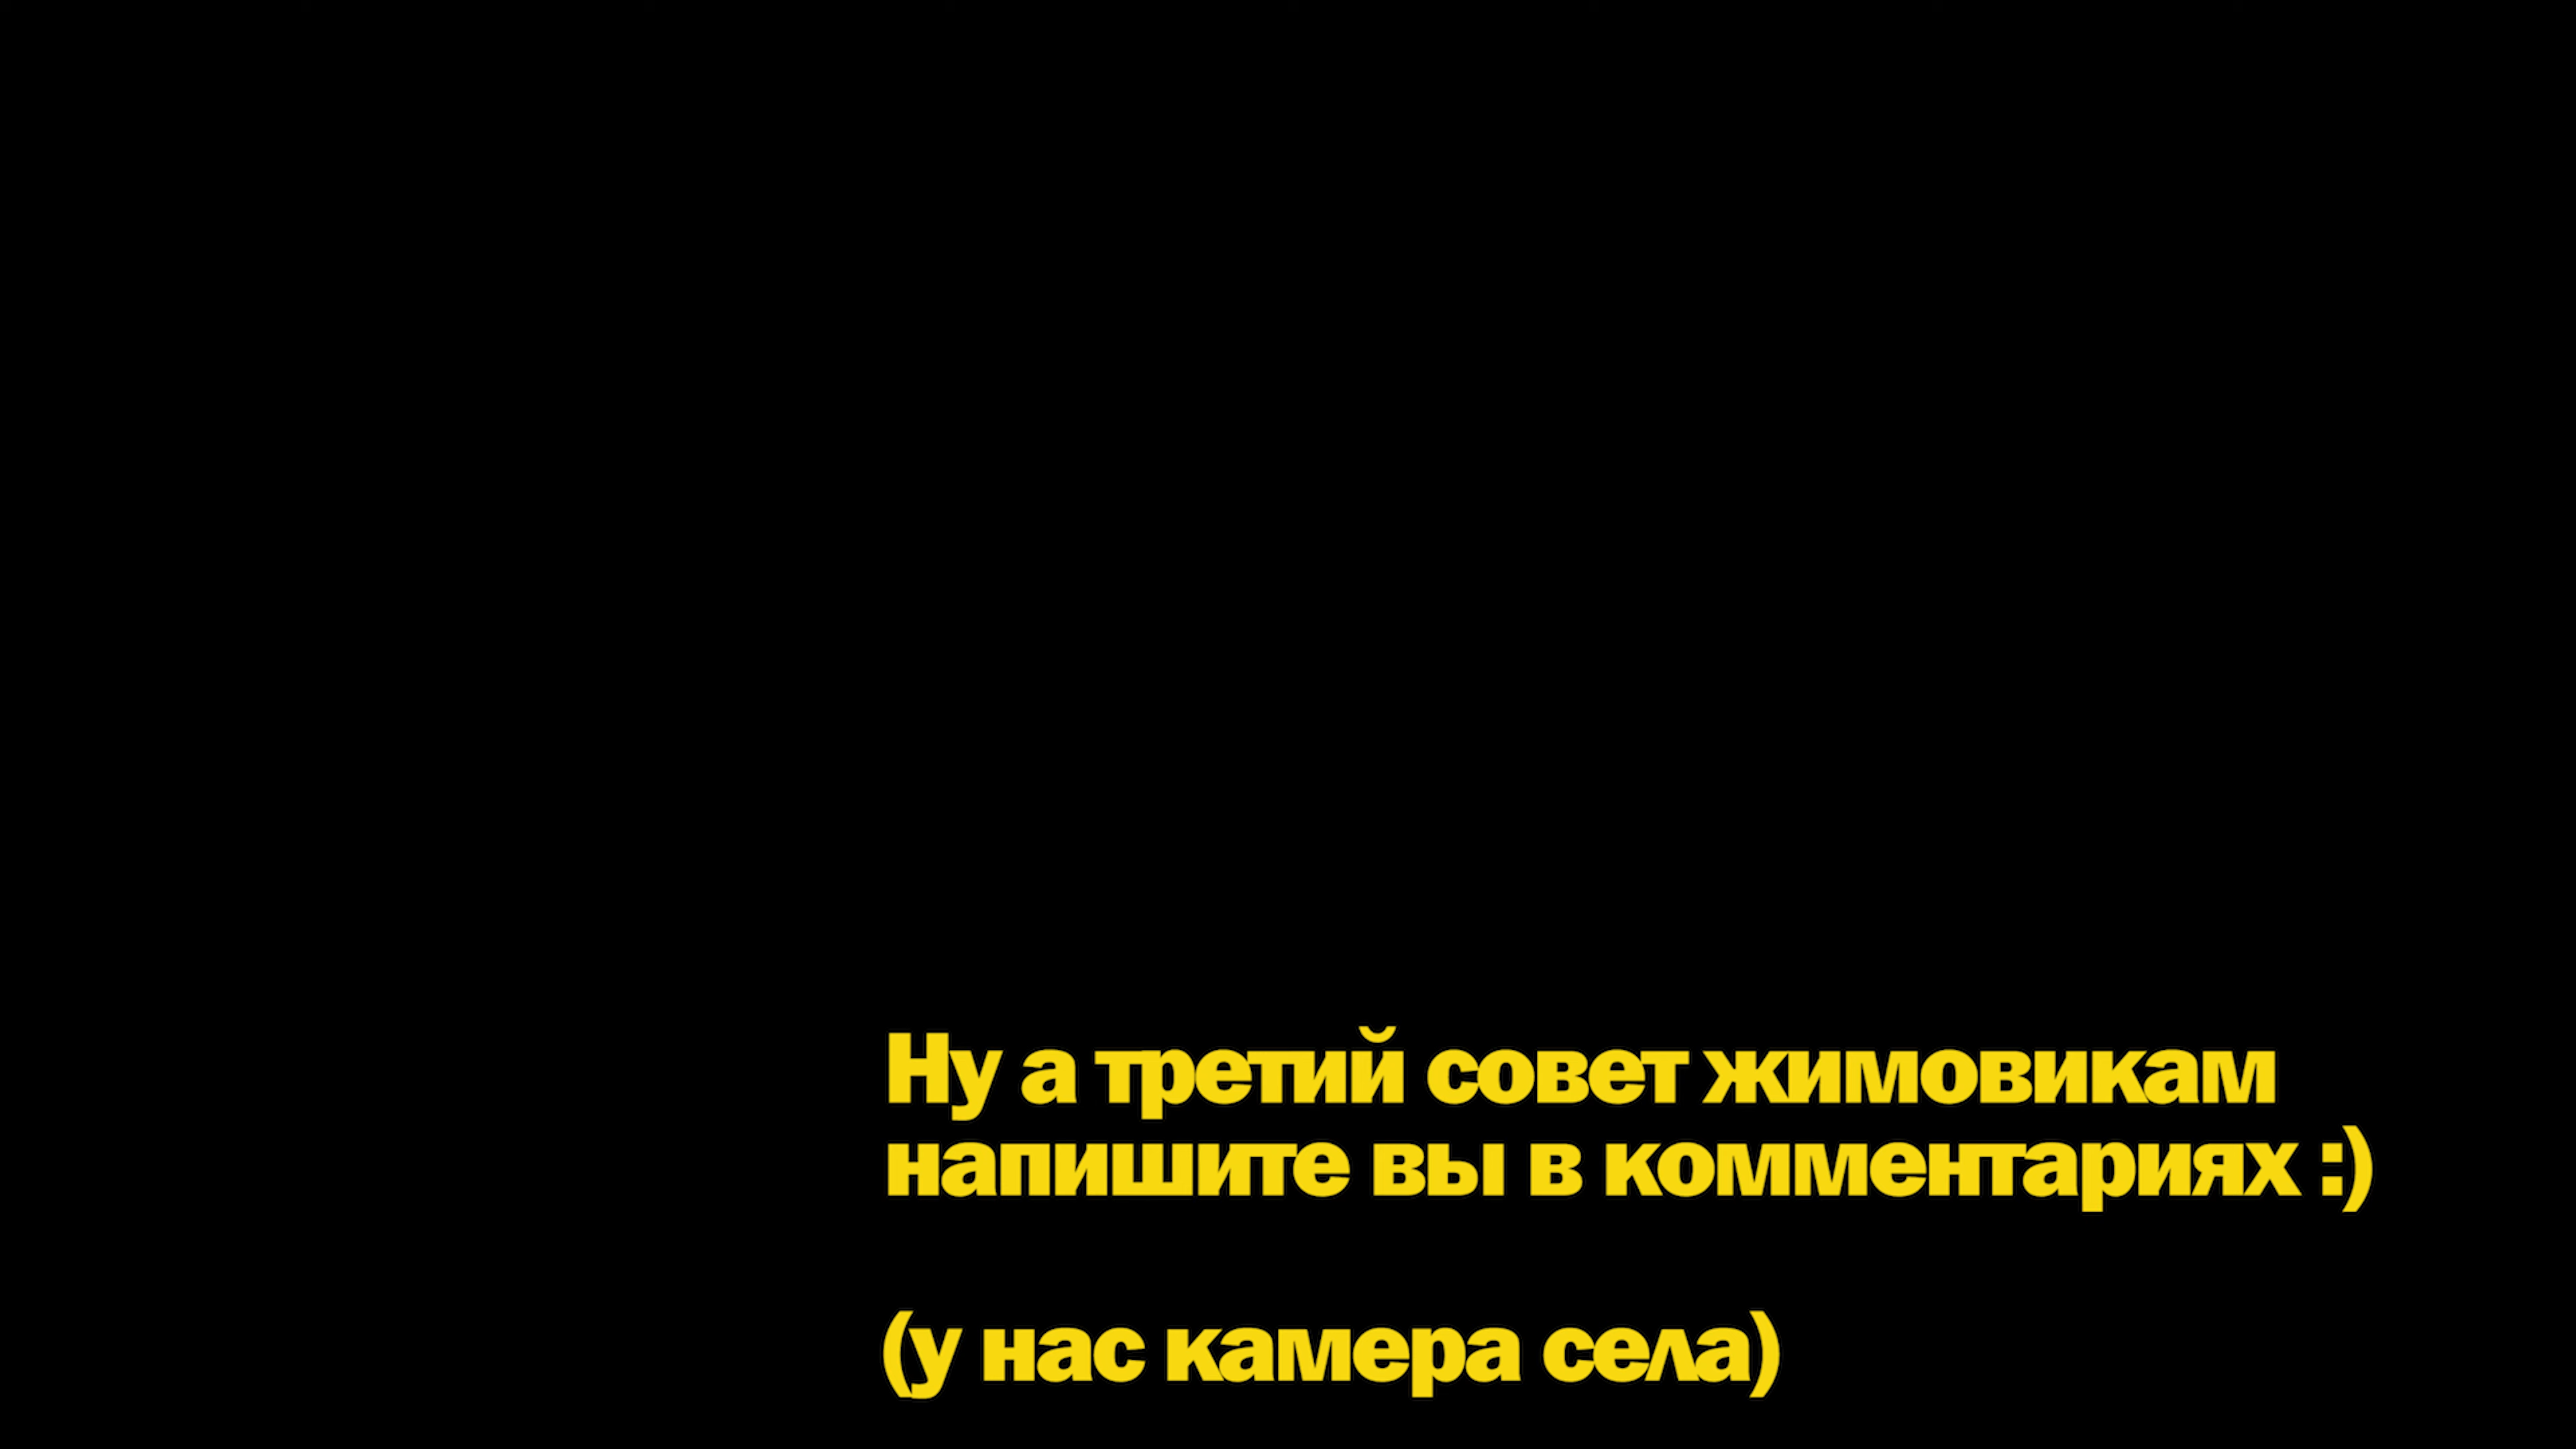 Ну а третий совет жимовикам
напишите вы в комментариях :)
(у нас камера села)